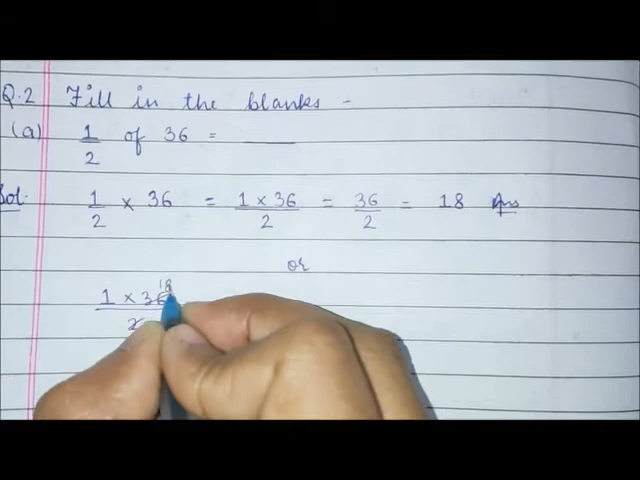 Q.2 Fill in the blanks -
(a) 1/2 of 36 = ____
Sol: 1/2 × 36 = 1 × 36/2 = 36/2 = 18 Ans
or
18
1 × 36
2